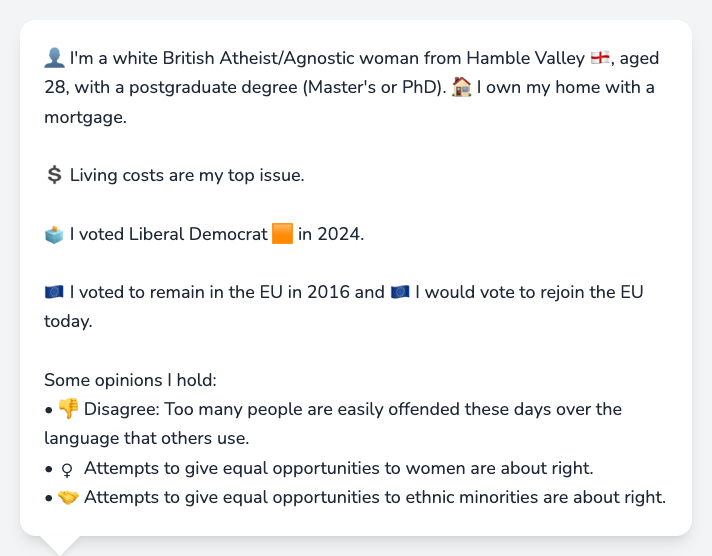 👤 I'm a white British Atheist/Agnostic woman from Hamble Valley 🏴󠁧󠁢󠁥󠁮󠁧󠁿, aged
28, with a postgraduate degree (Master's or PhD). 🏠 I own my home with a
mortgage.
💲 Living costs are my top issue.
🗳️ I voted Liberal Democrat 🟧 in 2024.
🇪🇺 I voted to remain in the EU in 2016 and 🇪🇺 I would vote to rejoin the EU
today.
Some opinions I hold:
• 👎 Disagree: Too many people are easily offended these days over the
language that others use.
• ♀️ Attempts to give equal opportunities to women are about right.
• 🤝 Attempts to give equal opportunities to ethnic minorities are about right.